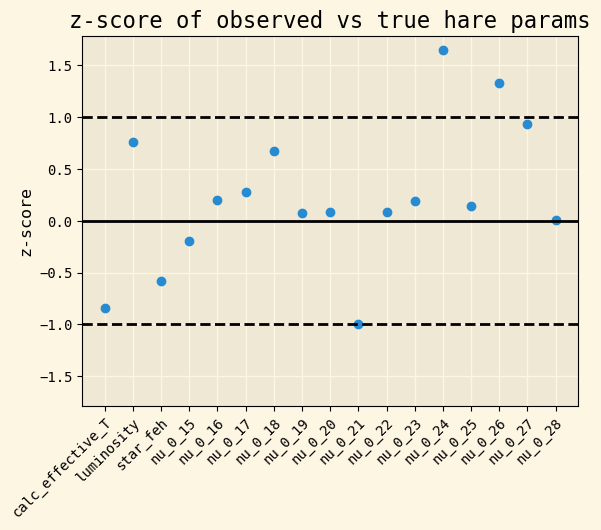 z-score of observed vs true hare params
z-score
1.5
1.0
0.5
0.0
−0.5
−1.0
−1.5
calc_effective_T
luminosity
star_feh
nu_0_15
nu_0_16
nu_0_17
nu_0_18
nu_0_19
nu_0_20
nu_0_21
nu_0_22
nu_0_23
nu_0_24
nu_0_25
nu_0_26
nu_0_27
nu_0_28